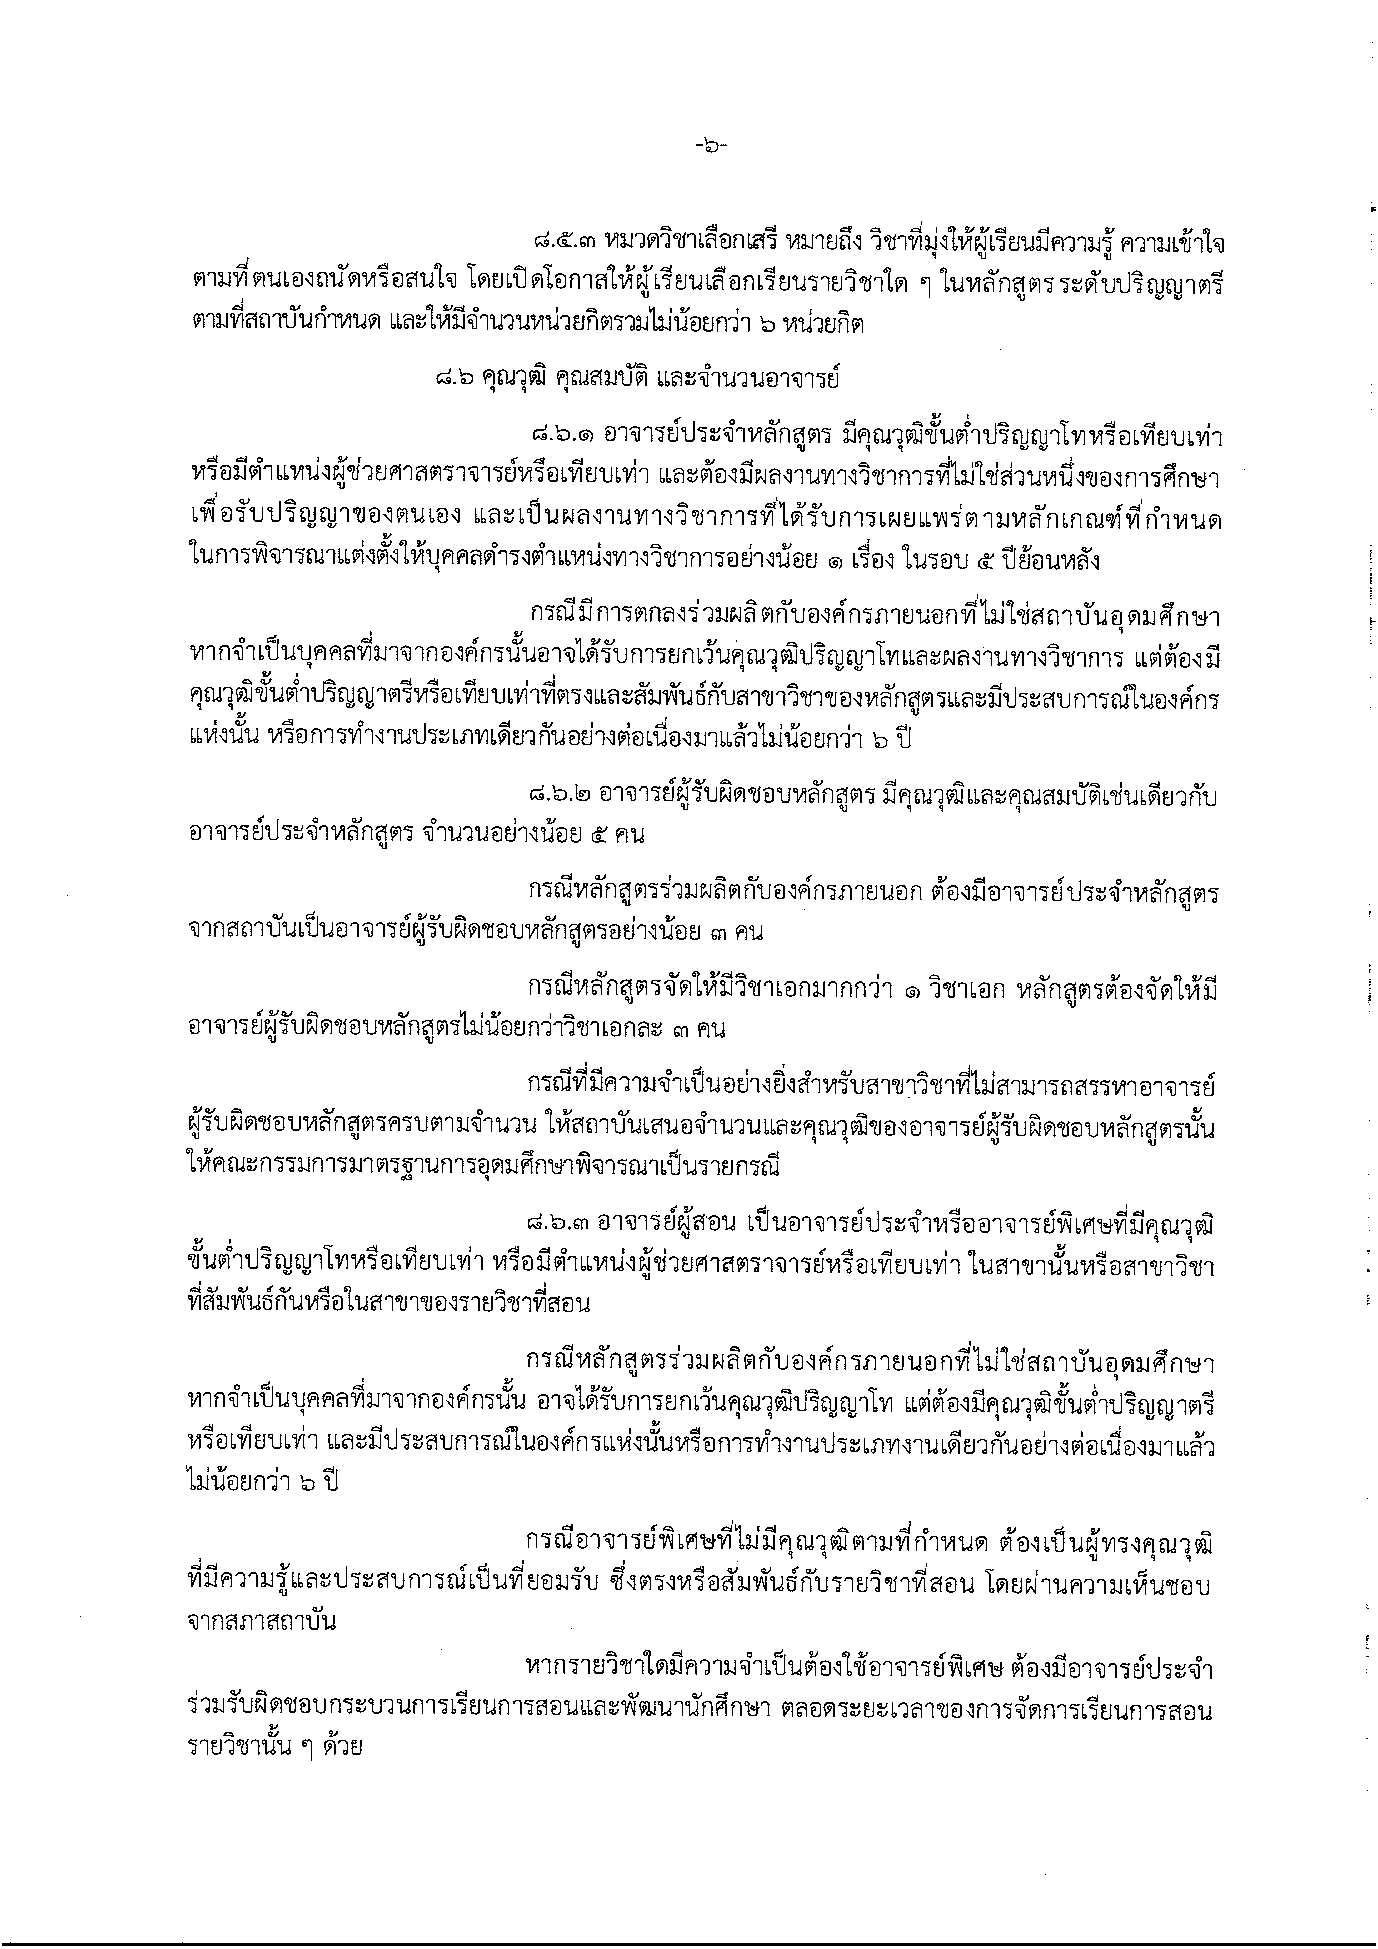 -๖-
๘.๕.๓ หมวดวิชาเลือกเสรี หมายถึง วิชาที่มุ่งให้ผู้เรียนมีความรู้ ความเข้าใจ
ตามที่ตนเองถนัดหรือสนใจ โดยเปิดโอกาสให้ผู้เรียนเลือกเรียนรายวิชาใด ๆ ในหลักสูตรระดับปริญญาตรี
ตามที่สถาบันกำหนด และให้มีจำนวนหน่วยกิตรวมไม่น้อยกว่า ๖ หน่วยกิต
๘.๖ คุณวุฒิ คุณสมบัติ และจำนวนอาจารย์
๘.๖.๑ อาจารย์ประจำหลักสูตร มีคุณวุฒิขั้นต่ำปริญญาโทหรือเทียบเท่า
หรือมีตำแหน่งผู้ช่วยศาสตราจารย์หรือเทียบเท่า และต้องมีผลงานทางวิชาการที่ไม่ใช่ส่วนหนึ่งของการศึกษา
เพื่อรับปริญญาของตนเอง และเป็นผลงานทางวิชาการที่ได้รับการเผยแพร่ตามหลักเกณฑ์ที่กำหนด
ในการพิจารณาแต่งตั้งให้บุคคลดำรงตำแหน่งทางวิชาการอย่างน้อย ๑ เรื่อง ในรอบ ๕ ปีย้อนหลัง
กรณีมีการตกลงร่วมผลิตกับองค์กรภายนอกที่ไม่ใช่สถาบันอุดมศึกษา
หากจำเป็นบุคคลที่มาจากองค์กรนั้นอาจได้รับการยกเว้นคุณวุฒิปริญญาโทและผลงานทางวิชาการ แต่ต้องมี
คุณวุฒิขั้นต่ำปริญญาตรีหรือเทียบเท่าที่ตรงและสัมพันธ์กับสาขาวิชาของหลักสูตรและมีประสบการณ์ในองค์กร
แห่งนั้น หรือการทำงานประเภทเดียวกันอย่างต่อเนื่องมาแล้วไม่น้อยกว่า ๖ ปี
๘.๖.๒ อาจารย์ผู้รับผิดชอบหลักสูตร มีคุณวุฒิและคุณสมบัติเช่นเดียวกับ
อาจารย์ประจำหลักสูตร จำนวนอย่างน้อย ๕ คน
กรณีหลักสูตรร่วมผลิตกับองค์กรภายนอก ต้องมีอาจารย์ประจำหลักสูตร
จากสถาบันเป็นอาจารย์ผู้รับผิดชอบหลักสูตรอย่างน้อย ๓ คน
กรณีหลักสูตรจัดให้มีวิชาเอกมากกว่า ๑ วิชาเอก หลักสูตรต้องจัดให้มี
อาจารย์ผู้รับผิดชอบหลักสูตรไม่น้อยกว่าวิชาเอกละ ๓ คน
กรณีที่มีความจำเป็นอย่างยิ่งสำหรับสาขาวิชาที่ไม่สามารถสรรหาอาจารย์
ผู้รับผิดชอบหลักสูตรครบตามจำนวน ให้สถาบันเสนอจำนวนและคุณวุฒิของอาจารย์ผู้รับผิดชอบหลักสูตรนั้น
ให้คณะกรรมการมาตรฐานการอุดมศึกษาพิจารณาเป็นรายกรณี
๘.๖.๓ อาจารย์ผู้สอน เป็นอาจารย์ประจำหรืออาจารย์พิเศษที่มีคุณวุฒิ
ขั้นต่ำปริญญาโทหรือเทียบเท่า หรือมีตำแหน่งผู้ช่วยศาสตราจารย์หรือเทียบเท่า ในสาขานั้นหรือสาขาวิชา
ที่สัมพันธ์กันหรือในสาขาของรายวิชาที่สอน
กรณีหลักสูตรร่วมผลิตกับองค์กรภายนอกที่ไม่ใช่สถาบันอุดมศึกษา
หากจำเป็นบุคคลที่มาจากองค์กรนั้น อาจได้รับการยกเว้นคุณวุฒิปริญญาโท แต่ต้องมีคุณวุฒิขั้นต่ำปริญญาตรี
หรือเทียบเท่า และมีประสบการณ์ในองค์กรแห่งนั้นหรือการทำงานประเภทงานเดียวกันอย่างต่อเนื่องมาแล้ว
ไม่น้อยกว่า ๖ ปี
กรณีอาจารย์พิเศษที่ไม่มีคุณวุฒิตามที่กำหนด ต้องเป็นผู้ทรงคุณวุฒิ
ที่มีความรู้และประสบการณ์เป็นที่ยอมรับ ซึ่งตรงหรือสัมพันธ์กับรายวิชาที่สอน โดยผ่านความเห็นชอบ
จากสภาสถาบัน
หากรายวิชาใดมีความจำเป็นต้องใช้อาจารย์พิเศษ ต้องมีอาจารย์ประจำ
ร่วมรับผิดชอบกระบวนการเรียนการสอนและพัฒนานักศึกษา ตลอดระยะเวลาของการจัดการเรียนการสอน
รายวิชานั้น ๆ ด้วย